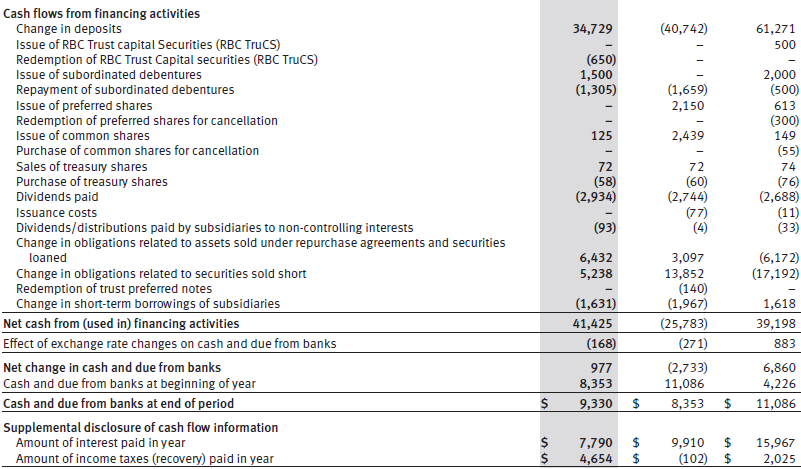 Cash flows from financing activities
Change in deposits 34,729 (40,742) 61,271
Issue of RBC Trust capital Securities (RBC TruCS) – – 500
Redemption of RBC Trust Capital securities (RBC TruCS) (650) – –
Issue of subordinated debentures 1,500 – 2,000
Repayment of subordinated debentures (1,305) (1,659) (500)
Issue of preferred shares – 2,150 613
Redemption of preferred shares for cancellation – – (300)
Issue of common shares 125 2,439 149
Purchase of common shares for cancellation – – (55)
Sales of treasury shares 72 72 74
Purchase of treasury shares (58) (60) (76)
Dividends paid (2,934) (2,744) (2,688)
Issuance costs – (77) (11)
Dividends/distributions paid by subsidiaries to non-controlling interests (93) (4) (33)
Change in obligations related to assets sold under repurchase agreements and securities
loaned 6,432 3,097 (6,172)
Change in obligations related to securities sold short 5,238 13,852 (17,192)
Redemption of trust preferred notes – (140) –
Change in short-term borrowings of subsidiaries (1,631) (1,967) 1,618
Net cash from (used in) financing activities 41,425 (25,783) 39,198
Effect of exchange rate changes on cash and due from banks (168) (271) 883
Net change in cash and due from banks 977 (2,733) 6,860
Cash and due from banks at beginning of year 8,353 11,086 4,226
Cash and due from banks at end of period $ 9,330 $ 8,353 $ 11,086
Supplemental disclosure of cash flow information
Amount of interest paid in year $ 7,790 $ 9,910 $ 15,967
Amount of income taxes (recovery) paid in year $ 4,654 $ (102) $ 2,025